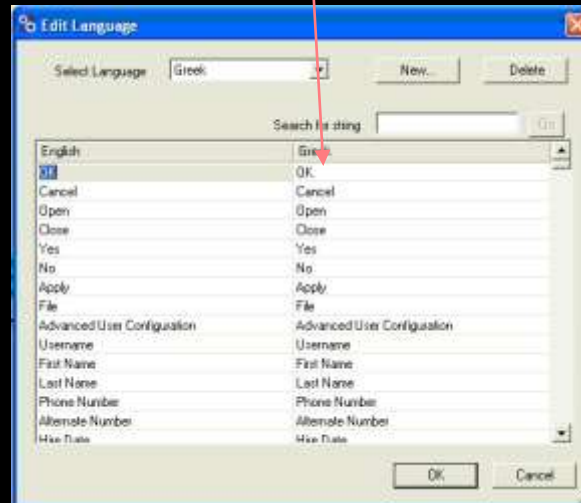 Edit Language
Select Language Greek New... Delete
Search for string Go
English Greek
OK OK
Cancel Cancel
Open Open
Close Close
Yes Yes
No No
Apply Apply
File File
Advanced User Configuration Advanced User Configuration
Username Username
First Name First Name
Last Name Last Name
Phone Number Phone Number
Alternate Number Alternate Number
Hire Date Hire Date
OK Cancel